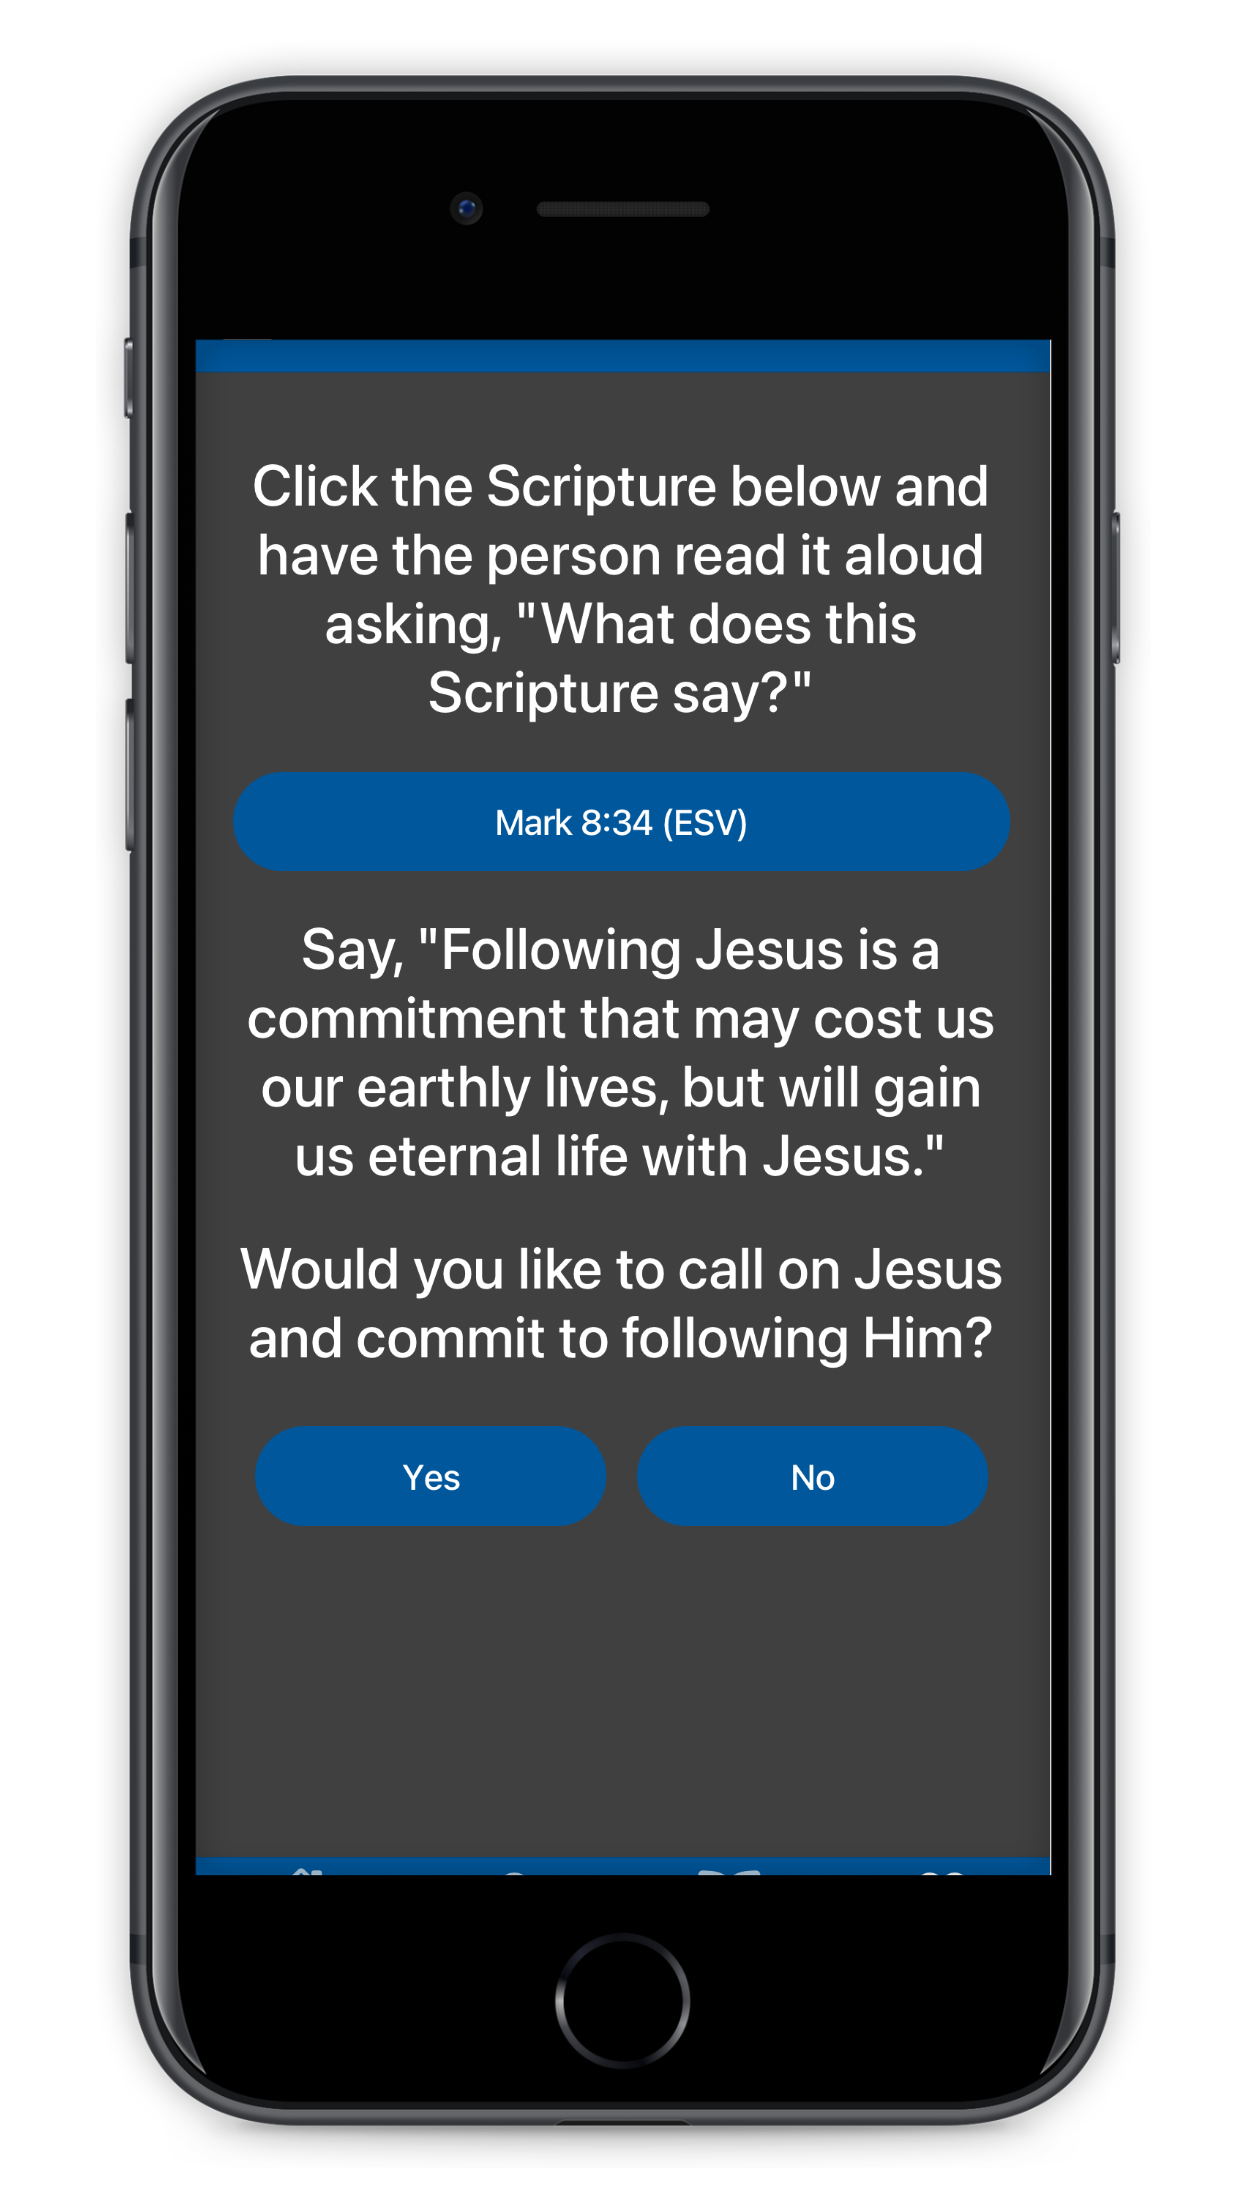 Click the Scripture below and
have the person read it aloud
asking, "What does this
Scripture say?"
Mark 8:34 (ESV)
Say, "Following Jesus is a
commitment that may cost us
our earthly lives, but will gain
us eternal life with Jesus."
Would you like to call on Jesus
and commit to following Him?
Yes
No